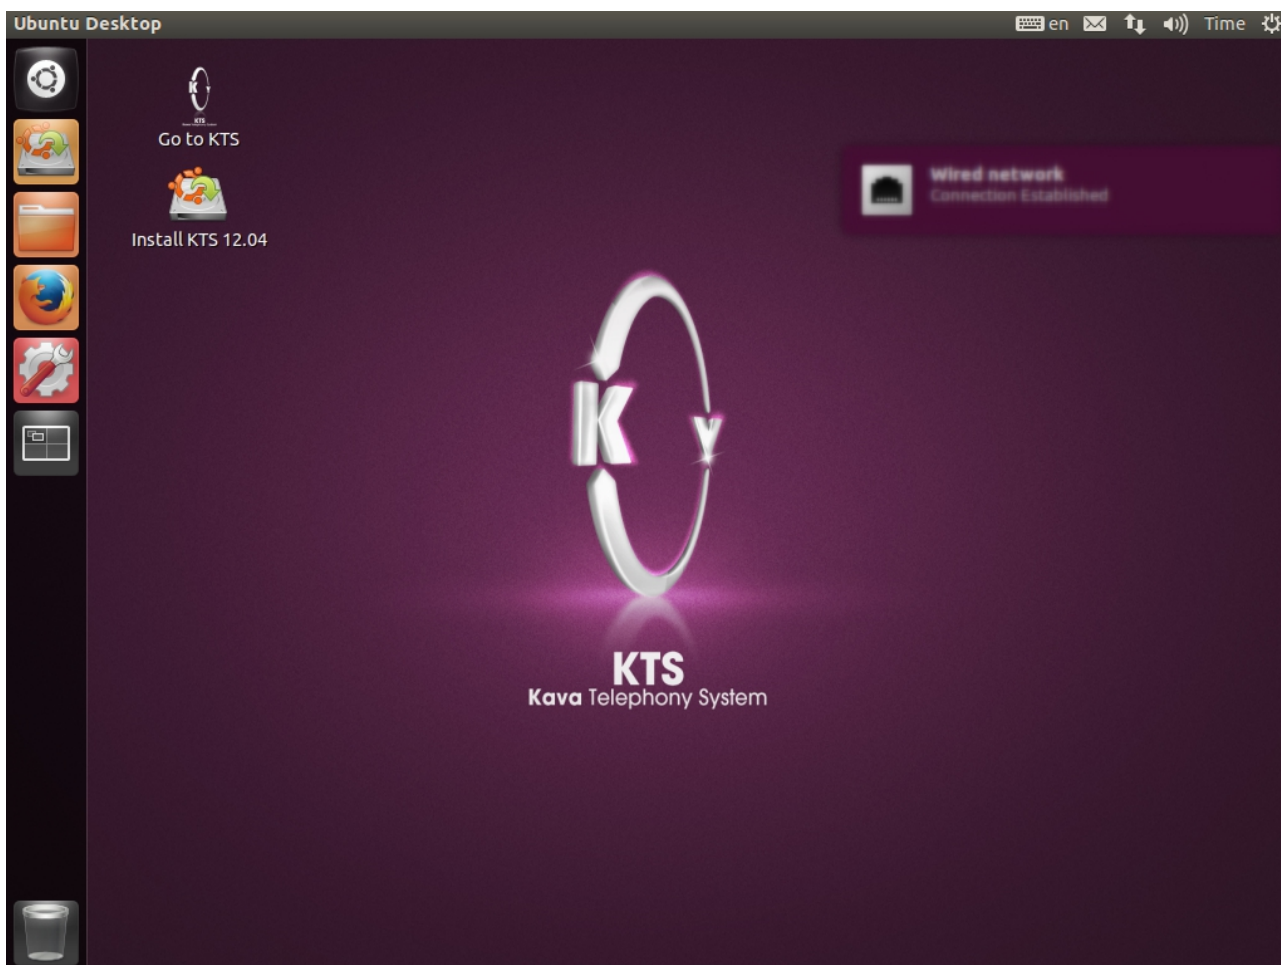 Ubuntu Desktop
en
Time
K
KTS
Go to KTS
Install KTS 12.04
Wired network
Connection Established
K
Y
KTS
Kava Telephony System